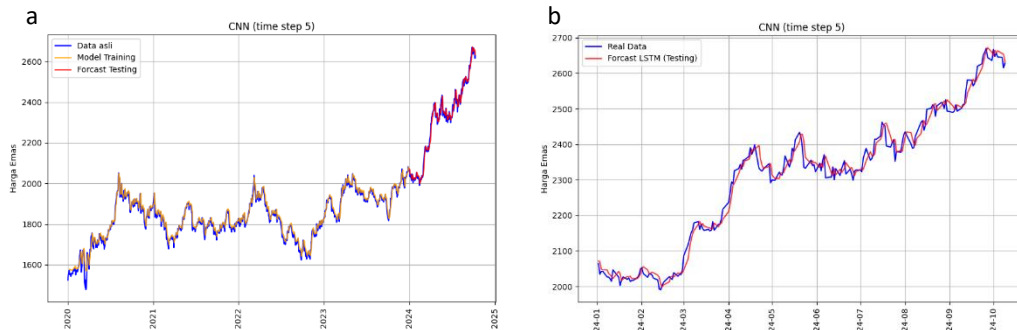 a
CNN (time step 5)
Data asli
Model Training
Forcast Testing
Harga Emas
2600
2400
2200
2000
1800
1600
2020
2021
2022
2023
2024
2025
b
CNN (time step 5)
Real Data
Forcast LSTM (Testing)
Harga Emas
2700
2600
2500
2400
2300
2200
2100
2000
24-01
24-02
24-03
24-04
24-05
24-06
24-07
24-08
24-09
24-10